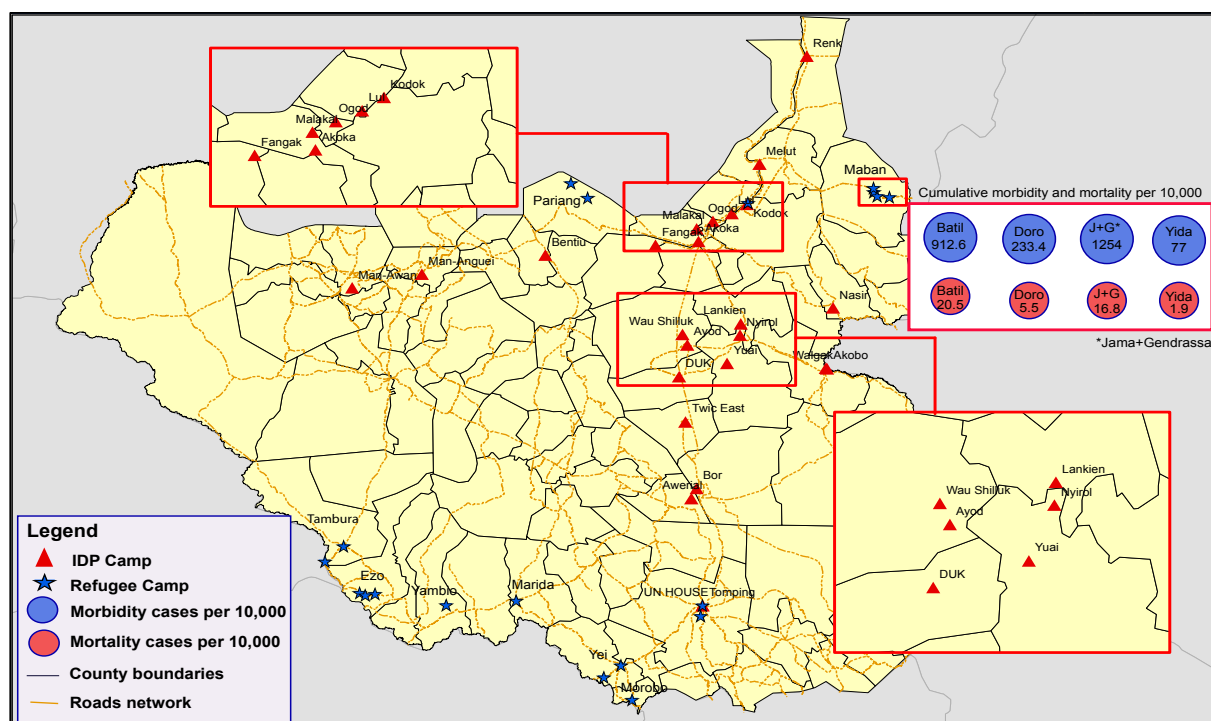 Renk
Kodok
Lul
Ogod
Malakal
Akoka
Fangak
Melut
Maban
Cumulative morbidity and mortality per 10,000
Batil
912.6
Doro
233.4
J+G*
1254
Yida
77
Batil
20.5
Doro
5.5
J+G
16.8
Yida
1.9
*Jama+Gendrassa
Pariang
Lul
Kodok
Ogod
Malakal
Akoka
Fangak
Bentiu
Man-Anguei
Man-Awan
Nasir
Lankien
Nyirol
Wau Shilluk
Ayod
Yuai
DUK
Walgak
Akobo
Twic East
Bor
Awerial
Lankien
Nyirol
Wau Shilluk
Ayod
Yuai
DUK
Tambura
Ezo
Yambio
Marida
UN HOUSE
Tomping
Yei
Morobo
Legend
IDP Camp
Refugee Camp
Morbidity cases per 10,000
Mortality cases per 10,000
County boundaries
Roads network